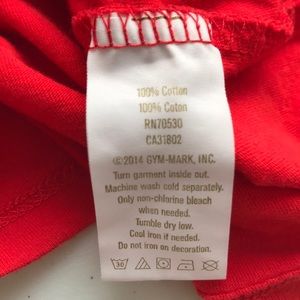 100% Cotton
100% Coton
RN70530
CA31802
©2014 GYM-MARK, INC.
Turn garment inside out.
Machine wash cold separately.
Only non-chlorine bleach
when needed.
Tumble dry low.
Cool iron if needed.
Do not iron on decoration.
30